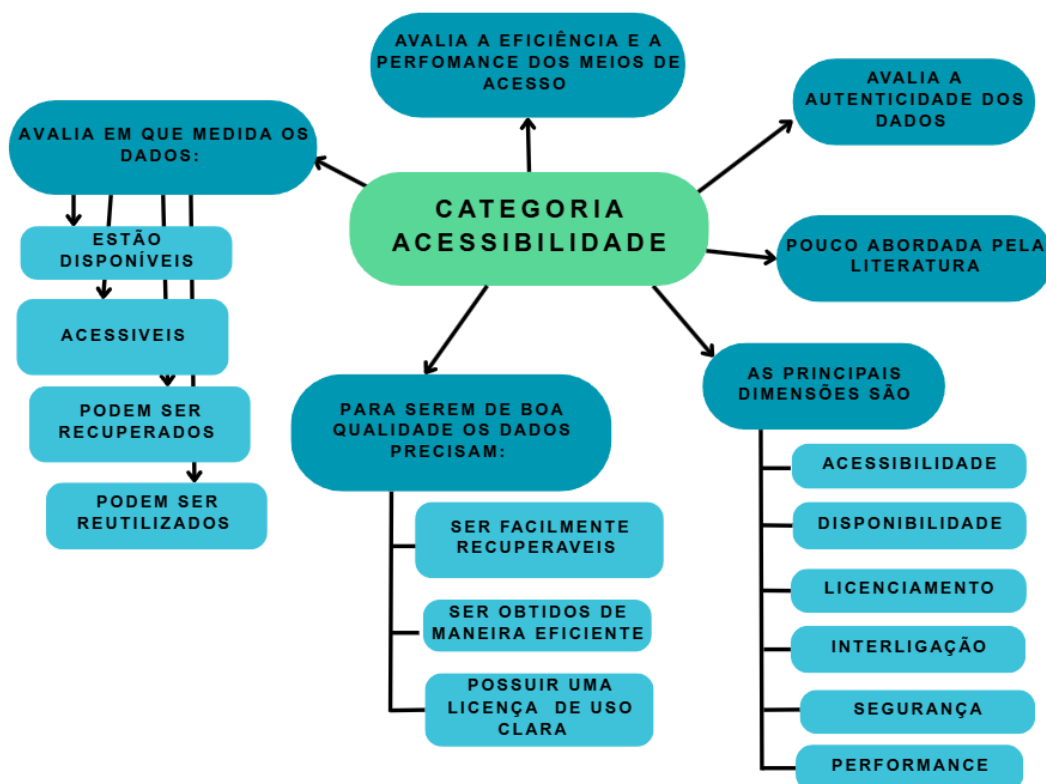 AVALIA A EFICIÊNCIA E A
PERFOMANCE DOS MEIOS DE
ACESSO
AVALIA A
AUTENTICIDADE DOS
DADOS
AVALIA EM QUE MEDIDA OS
DADOS:
CATEGORIA
ACESSIBILIDADE
ESTÃO
DISPONÍVEIS
ACESSIVEIS
PODEM SER
RECUPERADOS
PODEM SER
REUTILIZADOS
POUCO ABORDADA PELA
LITERATURA
PARA SEREM DE BOA
QUALIDADE OS DADOS
PRECISAM:
SER FACILMENTE
RECUPERAVEIS
SER OBTIDOS DE
MANEIRA EFICIENTE
POSSUIR UMA
LICENÇA DE USO
CLARA
AS PRINCIPAIS
DIMENSÕES SÃO
ACESSIBILIDADE
DISPONIBILIDADE
LICENCIAMENTO
INTERLIGAÇÃO
SEGURANÇA
PERFORMANCE